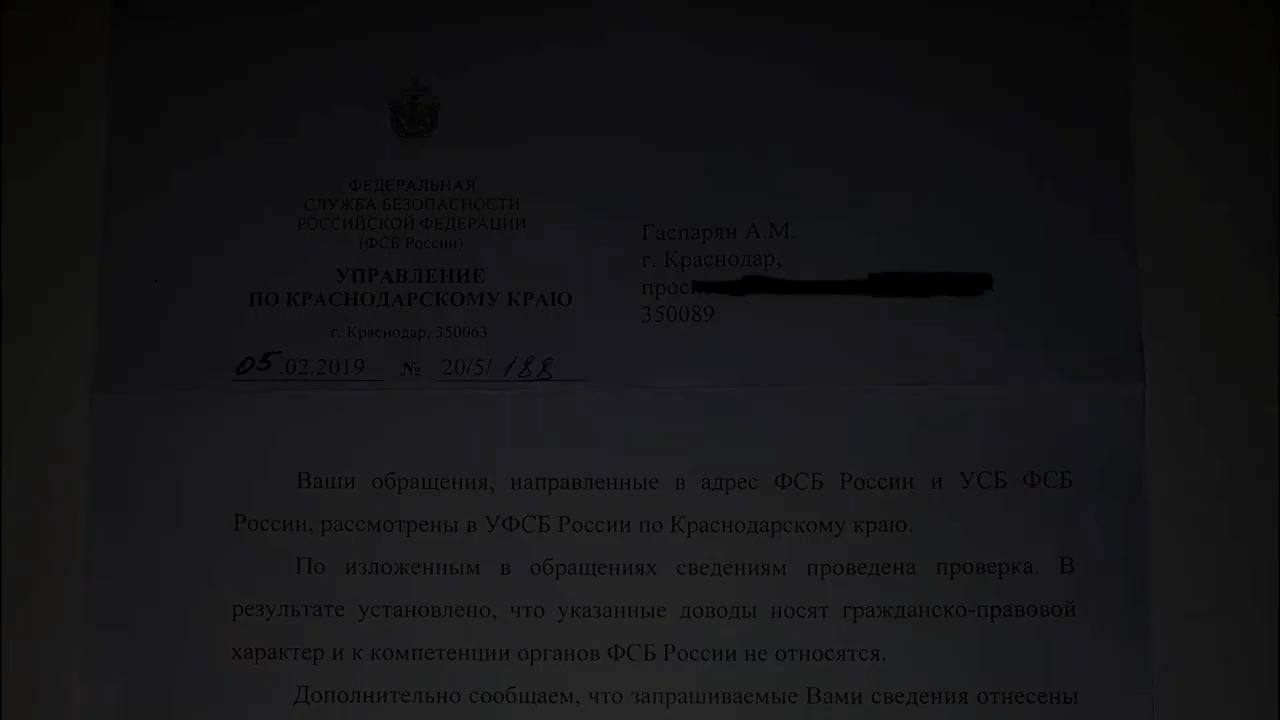 ФЕДЕРАЛЬНАЯ
СЛУЖБА БЕЗОПАСНОСТИ
РОССИЙСКОЙ ФЕДЕРАЦИИ
(ФСБ России)
УПРАВЛЕНИЕ
ПО КРАСНОДАРСКОМУ КРАЮ
г. Краснодар, 350063
05.02.2019 № 20/5/188
Гаспарян А.М.
г. Краснодар,
350089
Ваши обращения, направленные в адрес ФСБ России и УСБ ФСБ
России, рассмотрены в УФСБ России по Краснодарскому краю.
По изложенным в обращениях сведениям проведена проверка. В
результате установлено, что указанные доводы носят гражданско-правовой
характер и к компетенции органов ФСБ России не относятся.
Дополнительно сообщаем, что запрашиваемые Вами сведения отнесены